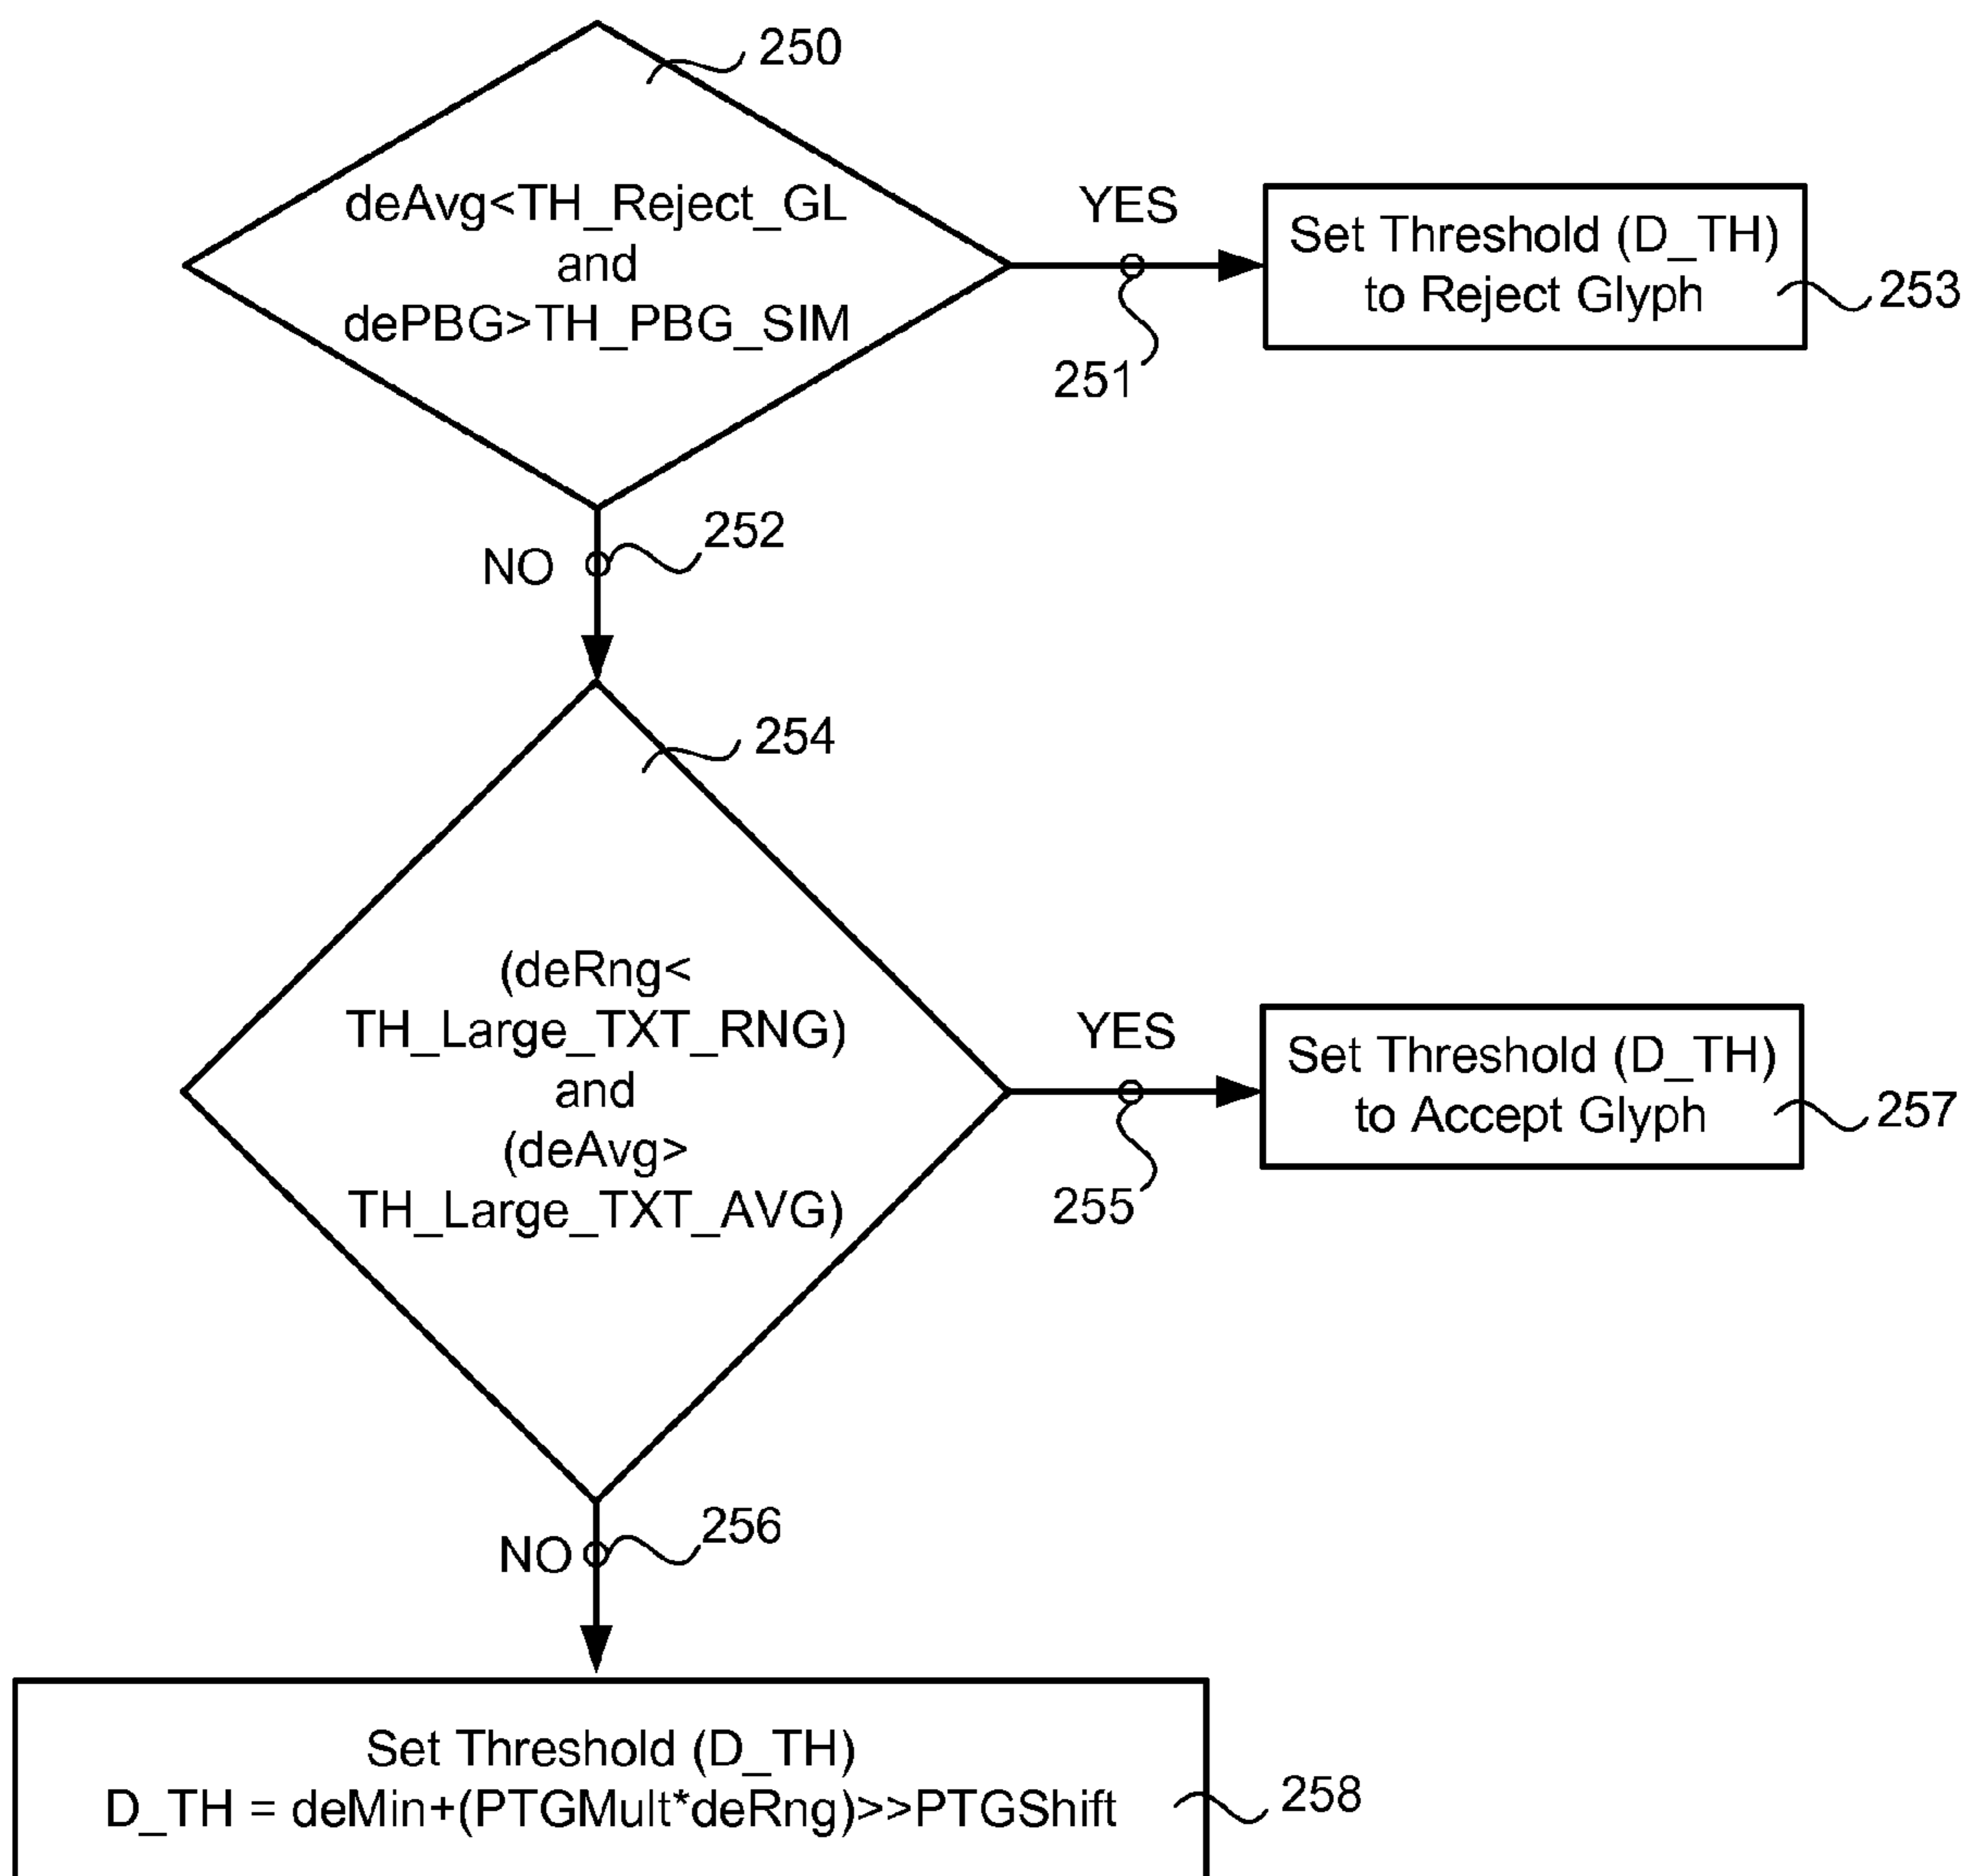 250
deAvg<TH_Reject_GL
and
dePBG>TH_PBG_SIM
YES
251
Set Threshold (D_TH)
to Reject Glyph
253
NO
252
254
(deRng<
TH_Large_TXT_RNG)
and
(deAvg>
TH_Large_TXT_AVG)
YES
255
Set Threshold (D_TH)
to Accept Glyph
257
NO
256
Set Threshold (D_TH)
D_TH = deMin+(PTGMult*deRng)>>PTGShift
258